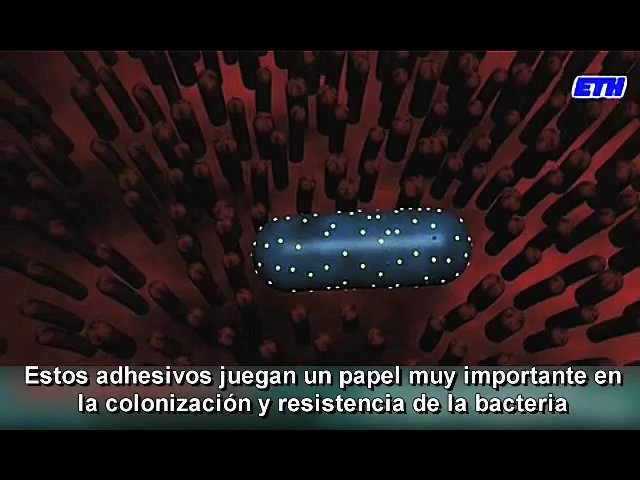 ETH
Estos adhesivos juegan un papel muy importante en
la colonización y resistencia de la bacteria